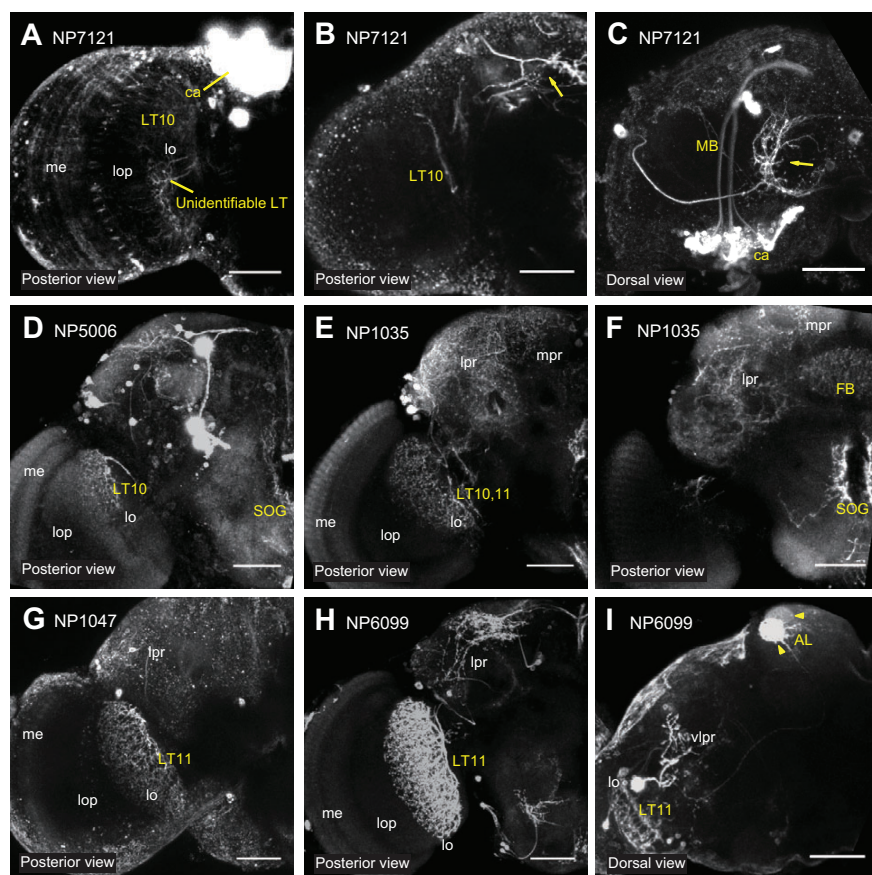 A NP7121
ca
LT10
lo
me
lop
Unidentifiable LT
Posterior view
B NP7121
LT10
Posterior view
C NP7121
MB
ca
Dorsal view
D NP5006
me
LT10
lo
SOG
lop
Posterior view
E NP1035
lpr
mpr
LT10,11
me
lo
lop
Posterior view
F NP1035
mpr
lpr
FB
SOG
Posterior view
G NP1047
lpr
me
LT11
lo
lop
Posterior view
H NP6099
lpr
LT11
me
lop
lo
Posterior view
I NP6099
AL
vlpr
lo
LT11
Dorsal view